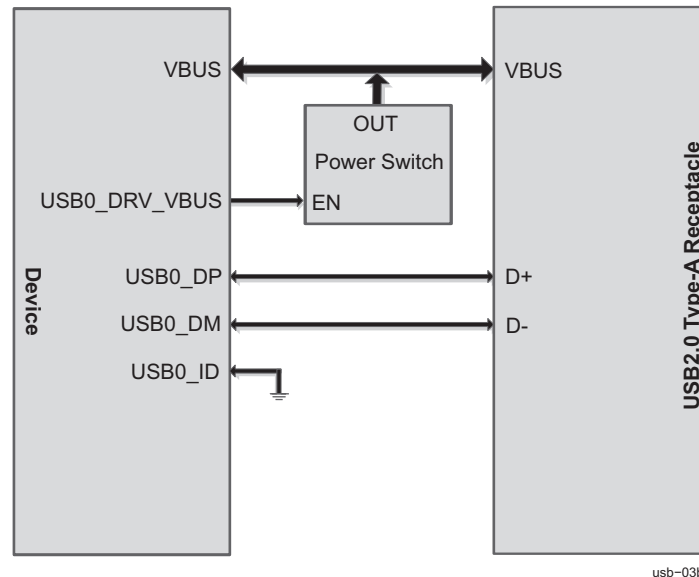 VBUS
VBUS
OUT
Power Switch
USB0_DRV_VBUS
EN
Device
USB0_DP
D+
USB0_DM
D-
USB0_ID
USB2.0 Type-A Receptacle